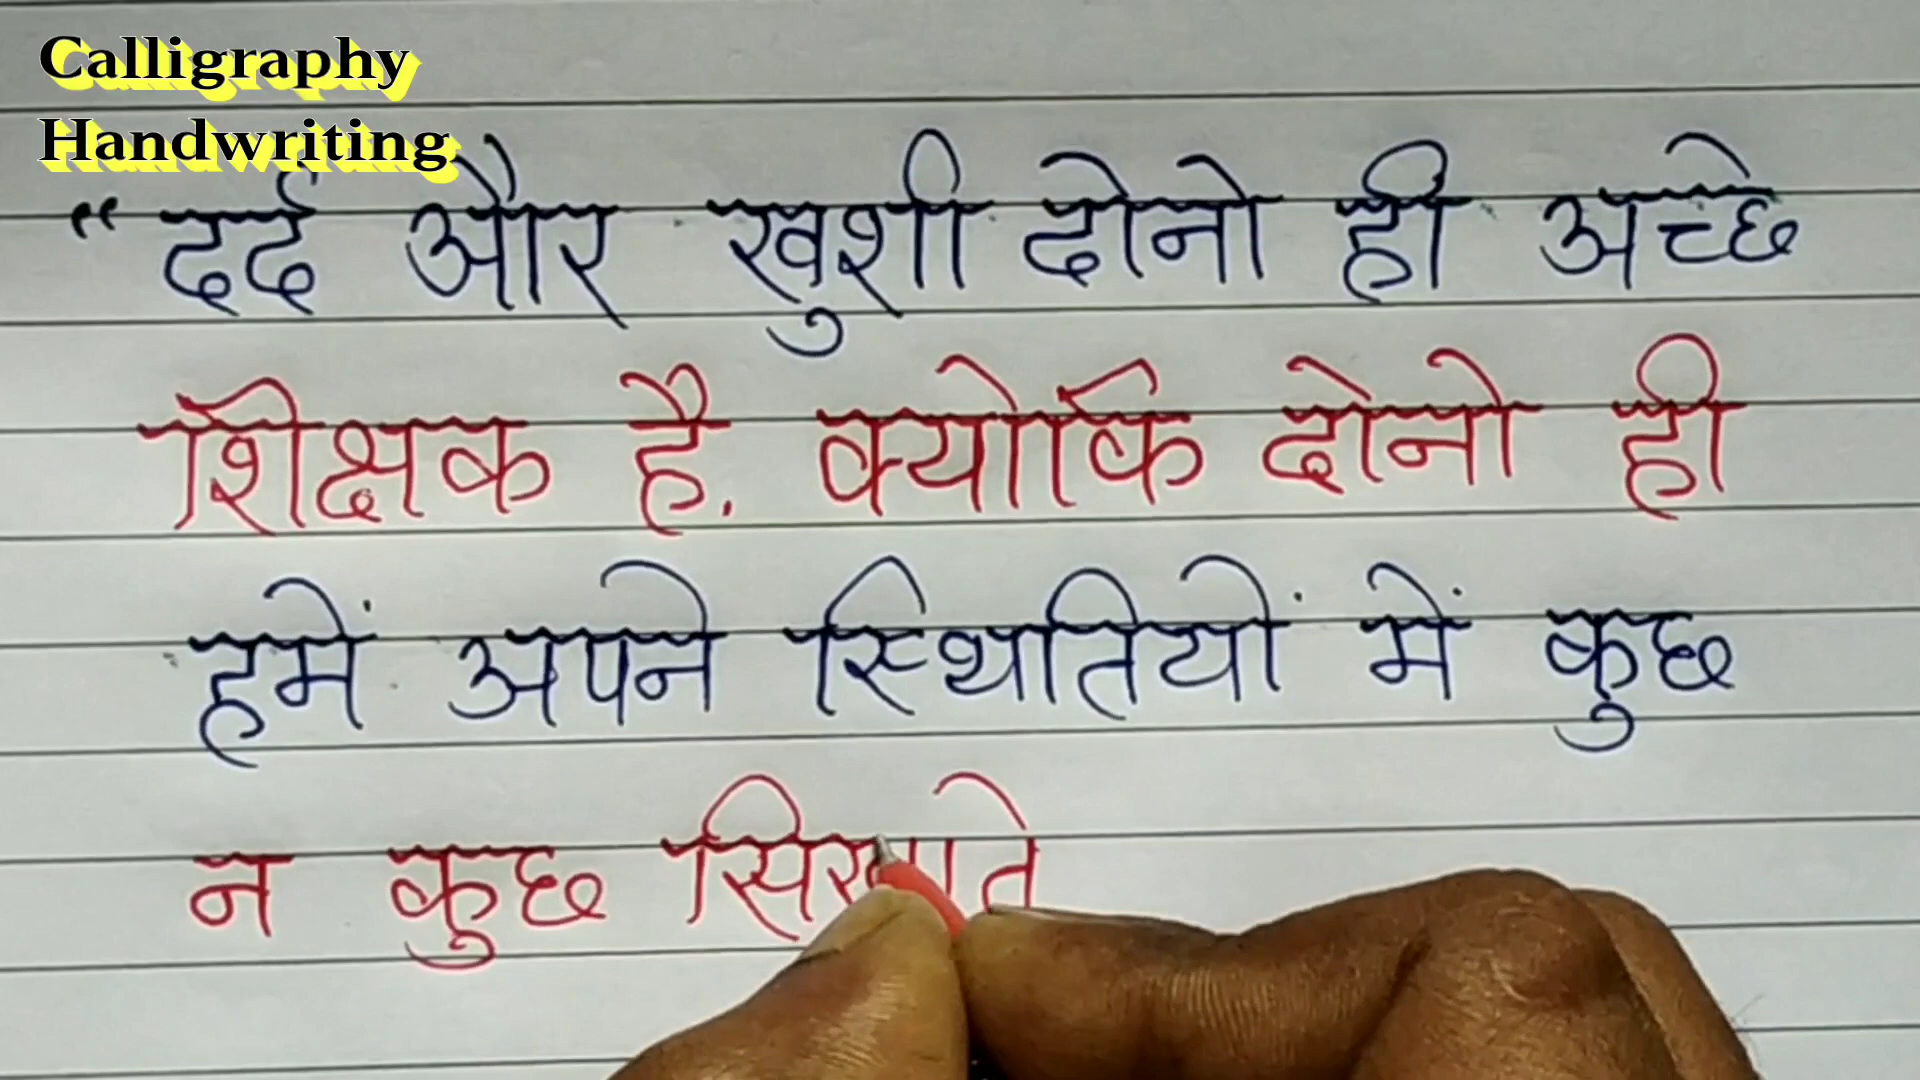 Calligraphy
Handwriting
“ दर्द और खुशी दोनो ही अच्छे
शिक्षक है. क्योकि दोनो ही
हमें अपने स्थितियों में कुछ
न कुछ सिखाते